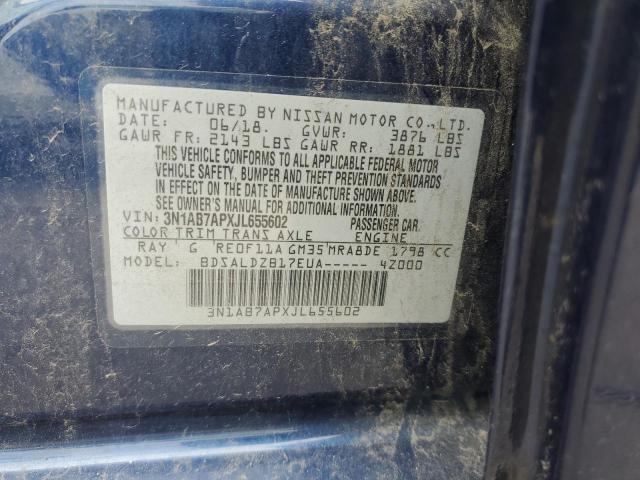 MANUFACTURED BY NISSAN MOTOR CO.,LTD.
DATE: 06/18. GVWR: 3876 LBS
GAWR FR: 2143 LBS GAWR RR: 1881 LBS
THIS VEHICLE CONFORMS TO ALL APPLICABLE FEDERAL MOTOR
VEHICLE SAFETY, BUMPER AND THEFT PREVENTION STANDARDS
IN EFFECT ON THE DATE OF MANUFACTURE SHOWN ABOVE.
SEE OWNER'S MANUAL FOR ADDITIONAL INFORMATION.
VIN: 3N1AB7APXJL655602 PASSENGER CAR.
COLOR TRIM TRANS AXLE ENGINE
RAY G RE0F11A GM35 MRA8DE 1798 CC
MODEL: BDSALDZB17EUA----- 4Z000
3N1AB7APXJL655602